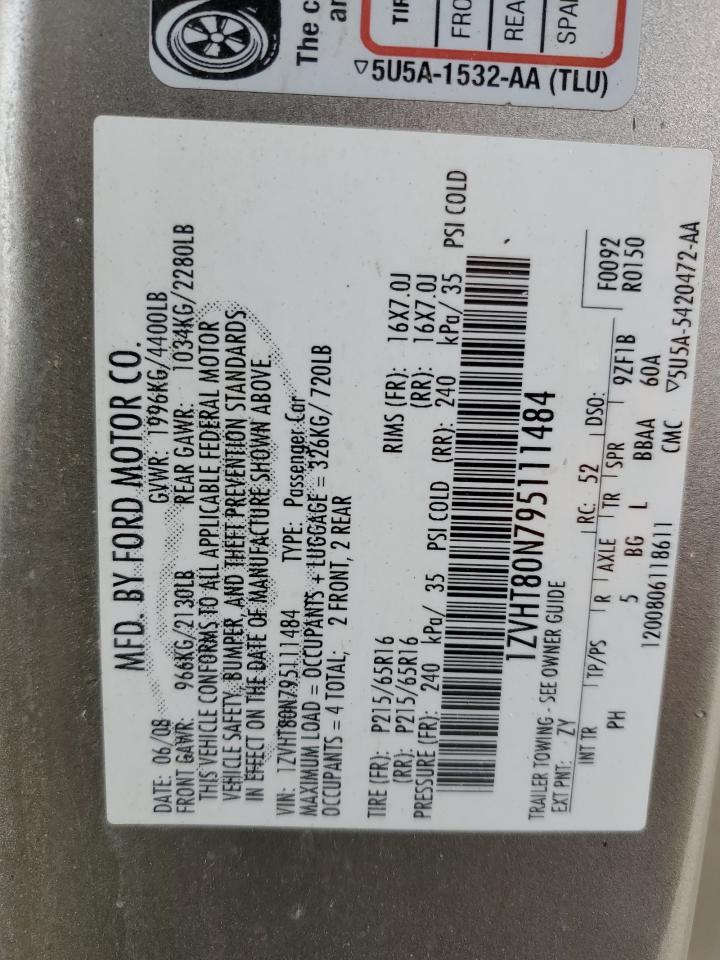 The c
an
TIR
FRO
REA
SPA
▽5U5A-1532-AA (TLU)
MFD. BY FORD MOTOR CO.
DATE: 06/08 GVWR: 1996KG/4400LB
FRONT GAWR: 966KG/2130LB REAR GAWR: 1034KG/2280LB
THIS VEHICLE CONFORMS TO ALL APPLICABLE FEDERAL MOTOR
VEHICLE SAFETY, BUMPER, AND THEFT PREVENTION STANDARDS
IN EFFECT ON THE DATE OF MANUFACTURE SHOWN ABOVE.
VIN: 1ZVHT80N795111484 TYPE: Passenger Car
MAXIMUM LOAD = OCCUPANTS + LUGGAGE = 326KG/720LB
OCCUPANTS = 4 TOTAL; 2 FRONT, 2 REAR
TIRE (FR): P215/65R16 RIMS (FR): 16X7.0J
(RR): P215/65R16 (RR): 16X7.0J
PRESSURE (FR): 240 kPa/ 35 PSI COLD (RR): 240 kPa/ 35 PSI COLD
1ZVHT80N795111484
TRAILER TOWING - SEE OWNER GUIDE
EXT PNT: ZY RC: 52 DSO: F0092
INT TR TP/PS R AXLE TR SPR 9ZF1B R0150
PH 5 BG L BBAA 60A
1200806118611 CMC ▽5U5A-5420472-AA